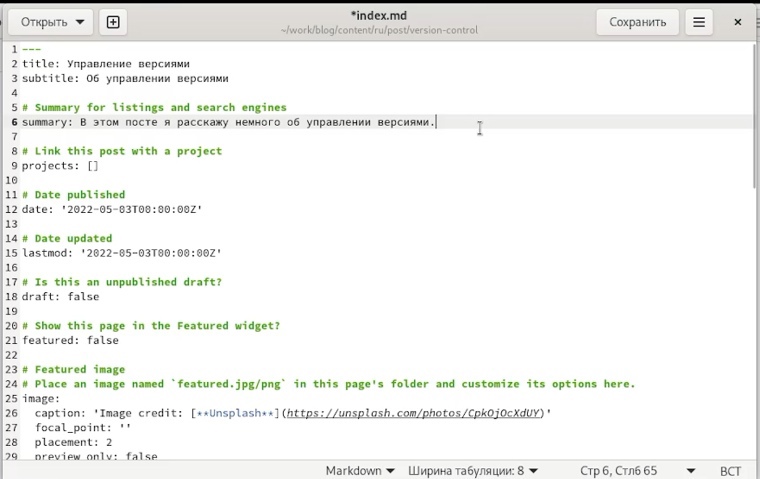 Открыть
*index.md
~/work/blog/content/ru/post/version-control
Сохранить
1 ---
2 title: Управление версиями
3 subtitle: Об управлении версиями
4
5 # Summary for listings and search engines
6 summary: В этом посте я расскажу немного об управлении версиями.
7
8 # Link this post with a project
9 projects: []
10
11 # Date published
12 date: '2022-05-03T00:00:00Z'
13
14 # Date updated
15 lastmod: '2022-05-03T00:00:00Z'
16
17 # Is this an unpublished draft?
18 draft: false
19
20 # Show this page in the Featured widget?
21 featured: false
22
23 # Featured image
24 # Place an image named `featured.jpg/png` in this page's folder and customize its options here.
25 image:
26   caption: 'Image credit: [**Unsplash**](https://unsplash.com/photos/CpkOjOcXdUY)'
27   focal_point: ''
28   placement: 2
29   preview_only: false
Markdown
Ширина табуляции: 8
Стр 6, Стлб 65
ВСТ